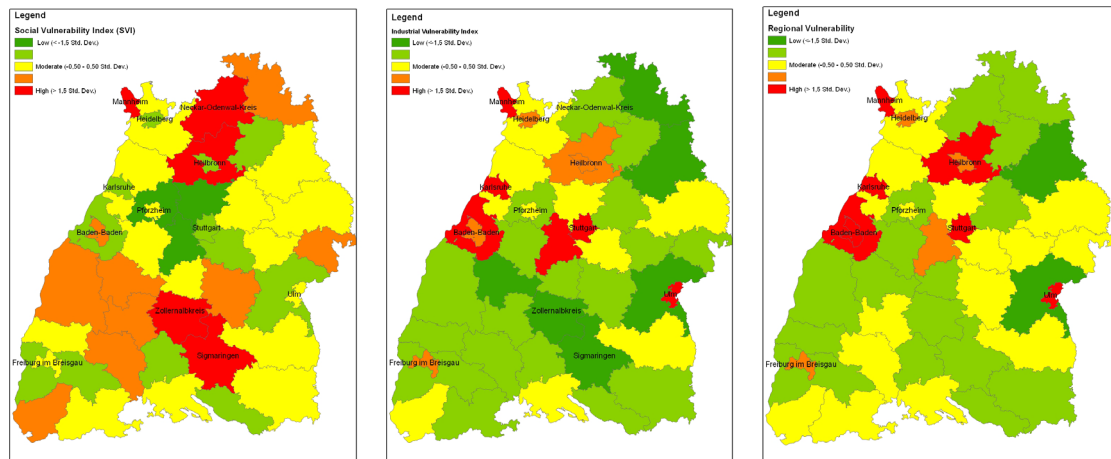 Legend
Social Vulnerability Index (SVI)
Low (< -1,5 Std. Dev.)
Moderate (-0,50 - 0,50 Std. Dev.)
High (> 1,5 Std. Dev.)
Mannheim
Neckar-Odenwal-Kreis
Heidelberg
Heilbronn
Karlsruhe
Pforzheim
Baden-Baden
Stuttgart
Ulm
Zollernalbkreis
Sigmaringen
Freiburg im Breisgau
Legend
Industrial Vulnerability Index
Low (<-1,5 Std. Dev.)
Moderate (-0,50 - 0,50 Std. Dev.)
High (> 1,5 Std. Dev.)
Mannheim
Neckar-Odenwal-Kreis
Heidelberg
Heilbronn
Karlsruhe
Pforzheim
Baden-Baden
Stuttgart
Ulm
Zollernalbkreis
Sigmaringen
Freiburg im Breisgau
Legend
Regional Vulnerability
Low (<-1,5 Std. Dev.)
Moderate (-0,50 - 0,50 Std. Dev.)
High (> 1,5 Std. Dev.)
Mannheim
Heidelberg
Heilbronn
Karlsruhe
Pforzheim
Baden-Baden
Stuttgart
Ulm
Freiburg im Breisgau